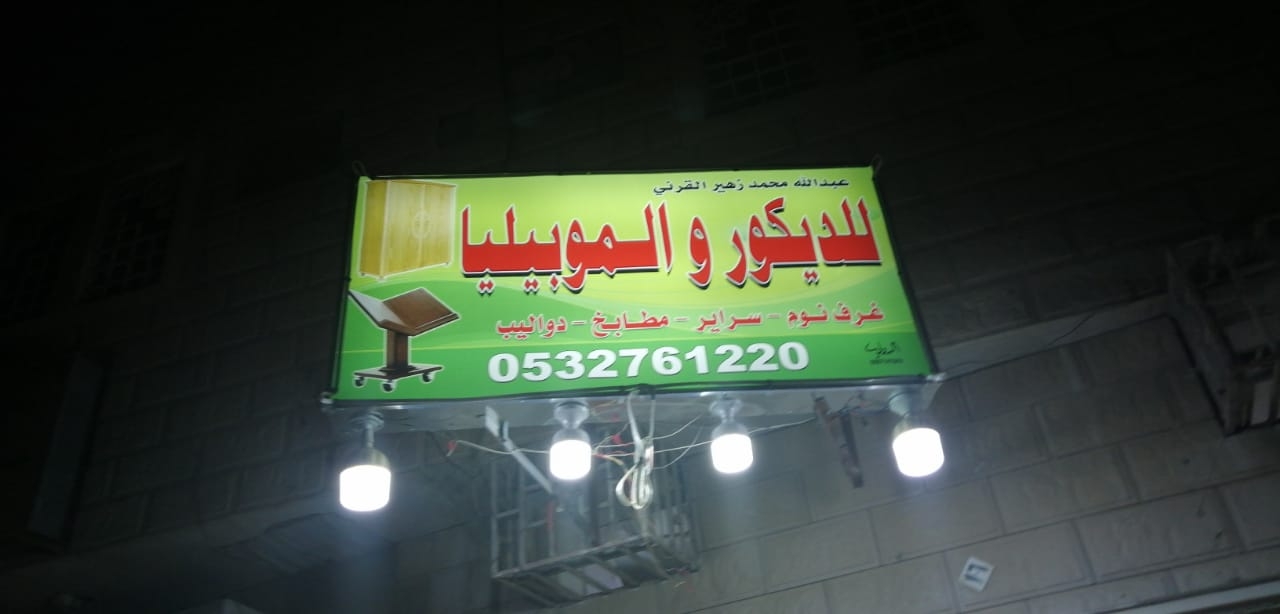 عبدالله محمد زهير القرني
للديكور و الموبيليا
غرف نوم - سراير - مطابخ - دواليب
0532761220